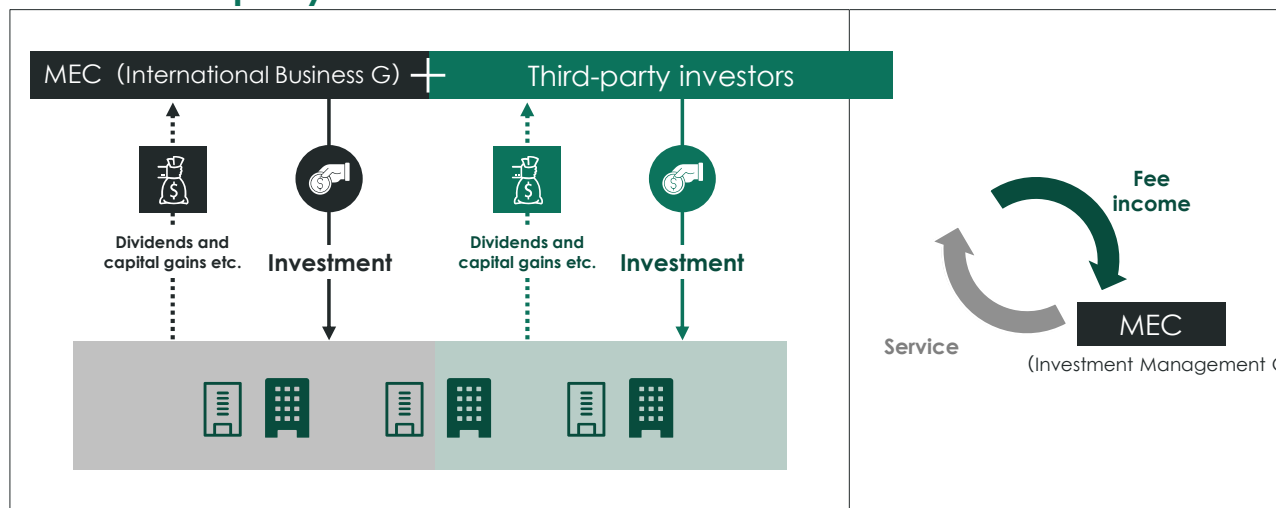 MEC（International Business G）
Third-party investors
Dividends and
capital gains etc.
Investment
Dividends and
capital gains etc.
Investment
Fee
income
Service
MEC
（Investment Management